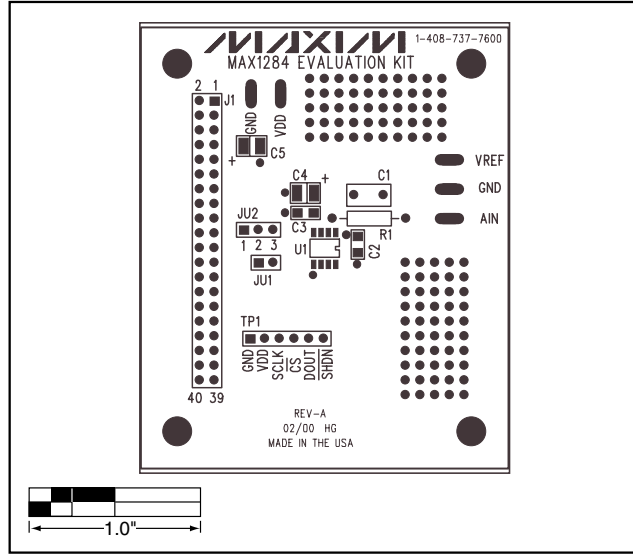 MAXIM 1-408-737-7600
MAX1284 EVALUATION KIT
2 1
J1
GND
VDD
C5
+
VREF
GND
AIN
C4
+
C1
C3
R1
JU2
1 2 3
U1
C2
JU1
TP1
GND
VDD
SCLK
CS
DOUT
SHDN
40 39
REV-A
02/00 HG
MADE IN THE USA
1.0"